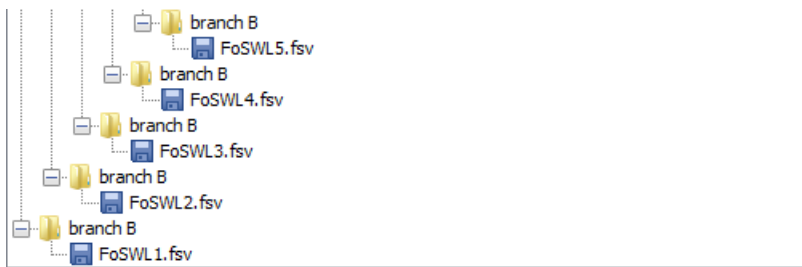 branch B
FoSWL5.fsv
branch B
FoSWL4.fsv
branch B
FoSWL3.fsv
branch B
FoSWL2.fsv
branch B
FoSWL1.fsv